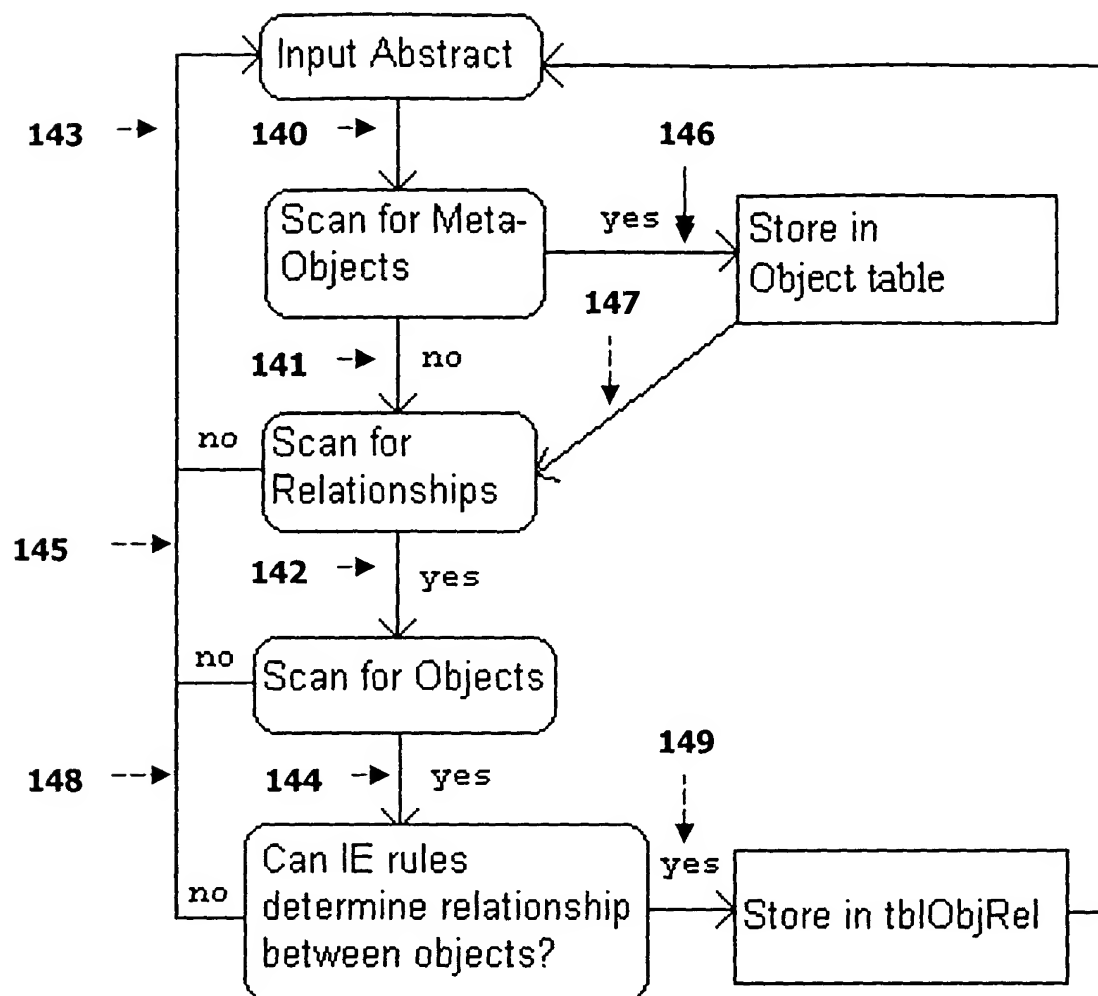 Input Abstract
143
140
146
Scan for Meta-
Objects
yes
Store in
Object table
147
141
no
no
Scan for
Relationships
145
142
yes
no
Scan for Objects
149
148
144
yes
yes
no
Can IE rules
determine relationship
between objects?
Store in tblObjRel